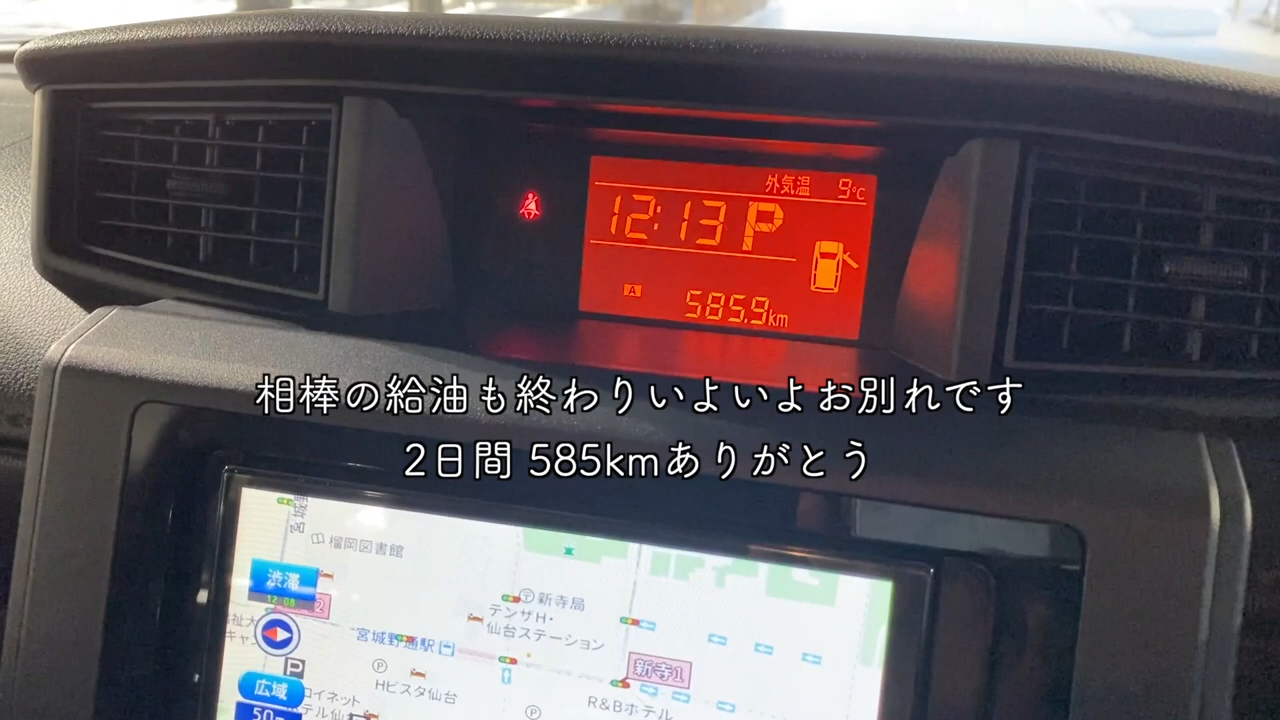 外気温 9℃
12:13 P
A
585.9km
相棒の給油も終わりいよいよお別れです
2日間 585kmありがとう
榴岡図書館
渋滞
12:08
新寺局
テンザH・
仙台ステーション
宮城野通駅
P
新寺1
Hビスタ仙台
広域
R&Bホテル
P